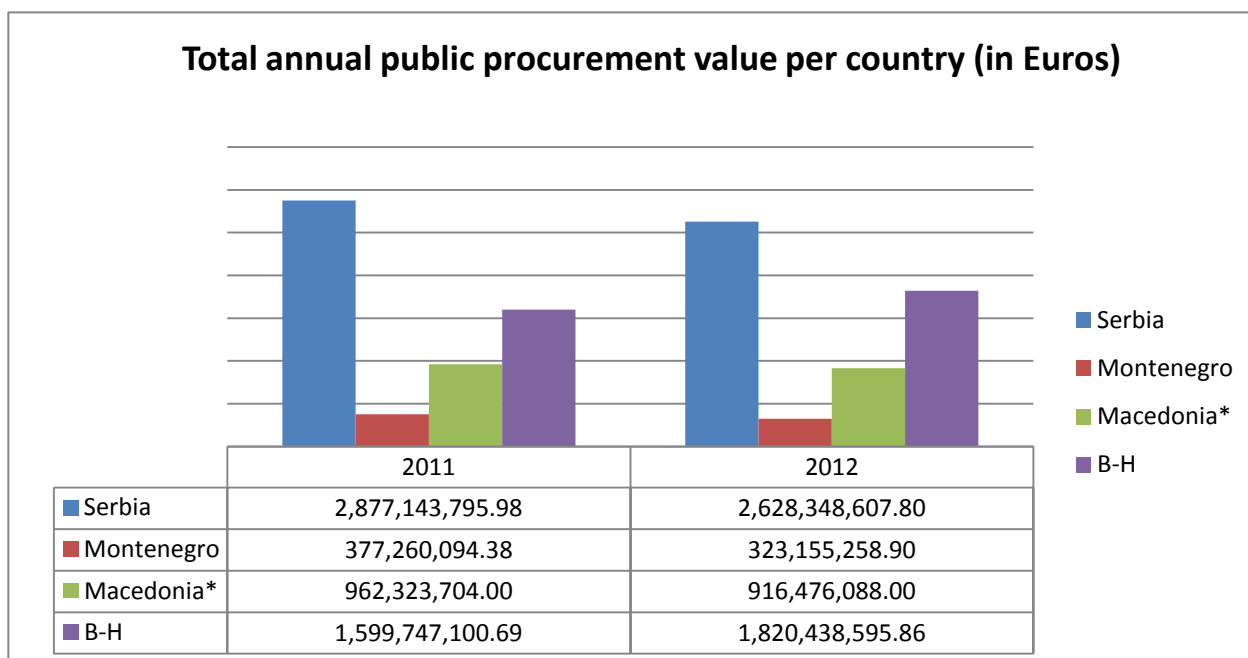 Total annual public procurement value per country (in Euros)
Serbia
Montenegro
Macedonia*
B-H
2011 2012
Serbia 2,877,143,795.98 2,628,348,607.80
Montenegro 377,260,094.38 323,155,258.90
Macedonia* 962,323,704.00 916,476,088.00
B-H 1,599,747,100.69 1,820,438,595.86